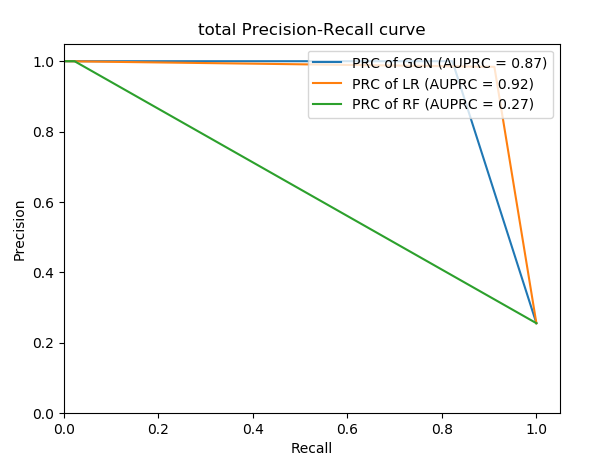 total Precision-Recall curve
PRC of GCN (AUPRC = 0.87)
PRC of LR (AUPRC = 0.92)
PRC of RF (AUPRC = 0.27)
1.0
0.8
0.6
0.4
0.2
0.0
Precision
0.0 0.2 0.4 0.6 0.8 1.0
Recall